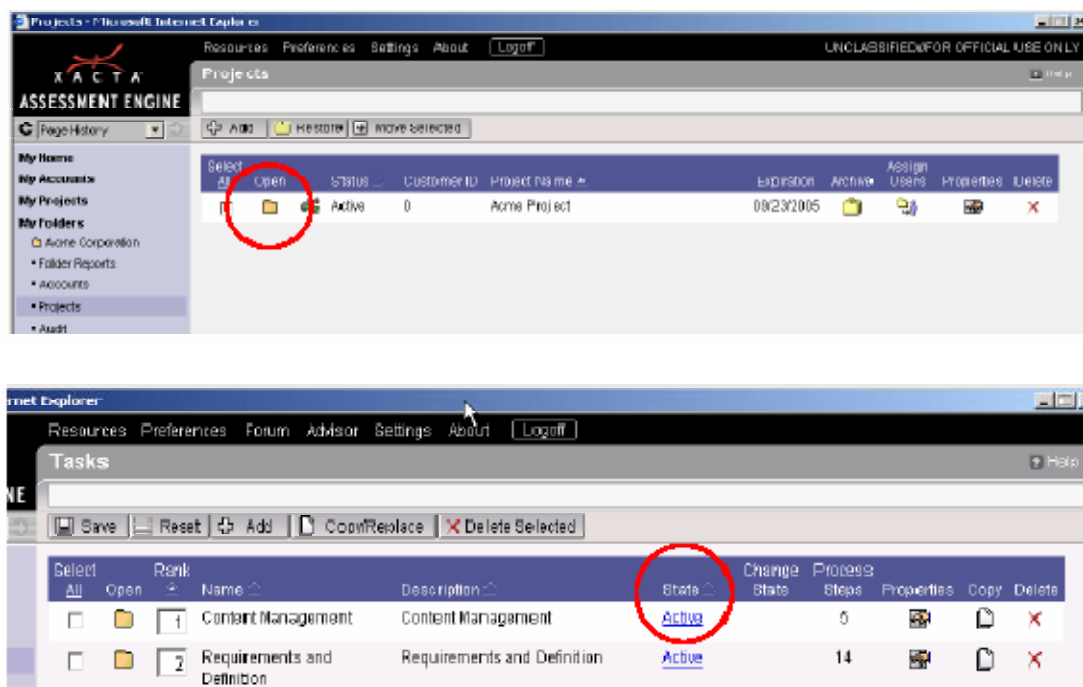 Projects - Microsoft Internet Explorer
Resources Preferences Settings About Logoff UNCLASSIFIED//FOR OFFICIAL USE ONLY
XACTA
ASSESSMENT ENGINE
Projects Help
Page History
Add Restore Move Selected
My Home
My Accounts
My Projects
My Folders
Acme Corporation
• Folder Reports
• Accounts
• Projects
• Audit
Select All Open Status Customer ID Project Name Expiration Archive Assign Users Properties Delete
Active 0 Acme Project 09/23/2005
rnet Explorer
Resources Preferences Forum Advisor Settings About Logoff
Tasks Help
NE
Save Reset Add Copy/Replace Delete Selected
Select All Open Rank Name Description State Change State Process Steps Properties Copy Delete
1 Content Management Content Management Active 5
2 Requirements and Definition Requirements and Definition Active 14